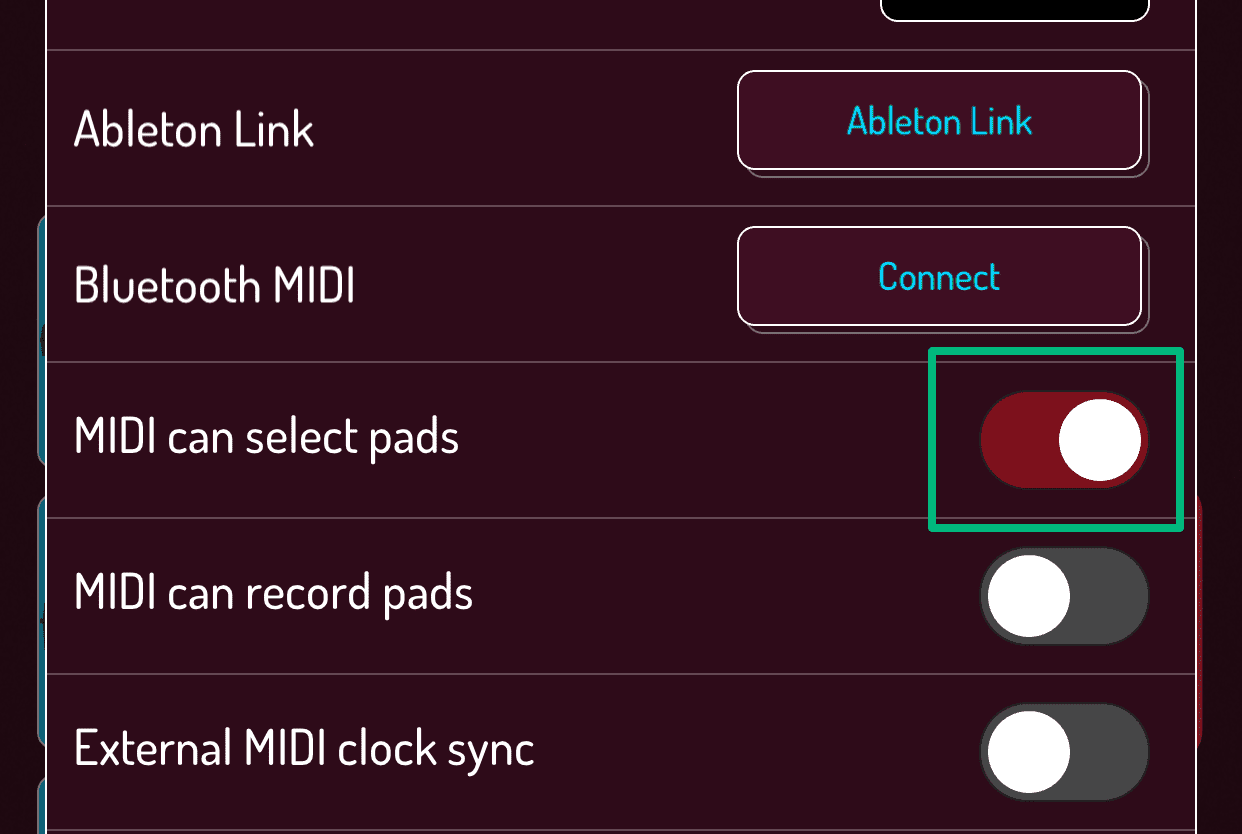 Ableton Link
Ableton Link
Bluetooth MIDI
Connect
MIDI can select pads
MIDI can record pads
External MIDI clock sync